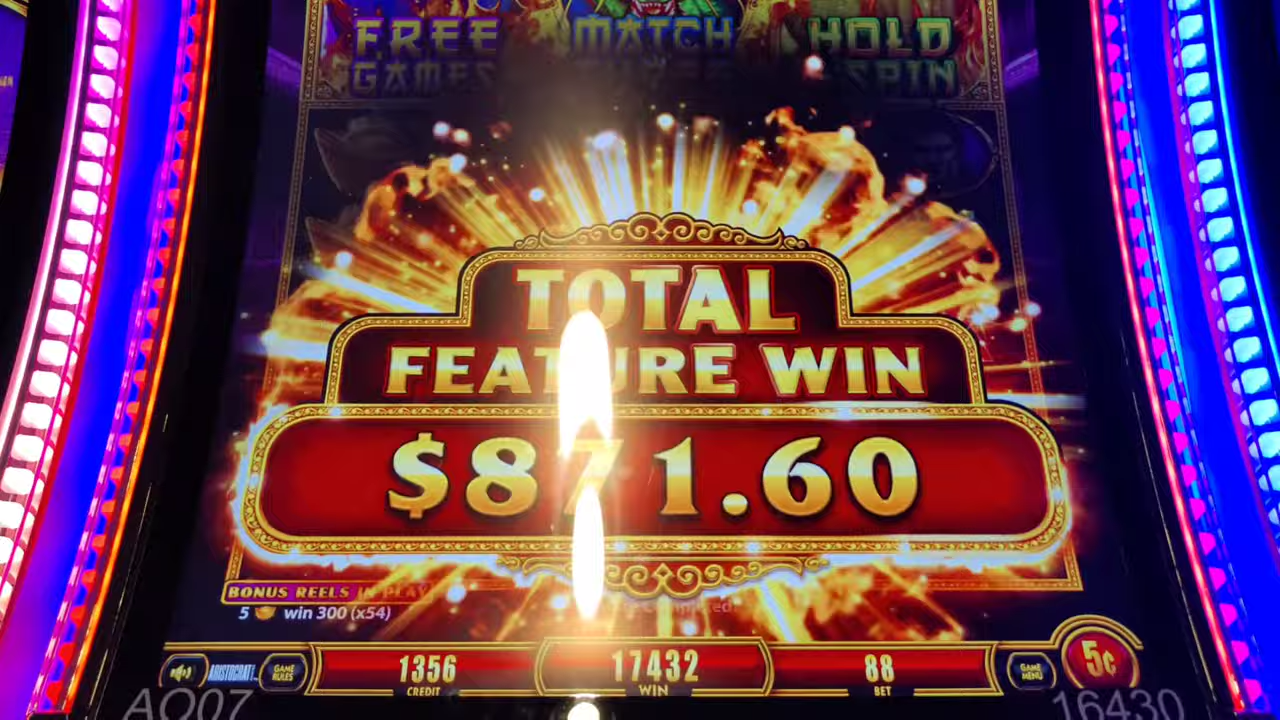 FREE MATCH HOLD
GAMES SPIN
TOTAL
FEATURE WIN
$871.60
BONUS REELS IN PLAY
5 win 300 (x54)
Completed
ARISTOCRAT
GAME RULES
1356
CREDIT
17432
WIN
88
BET
GAME MENU
5¢
AQ07
16430